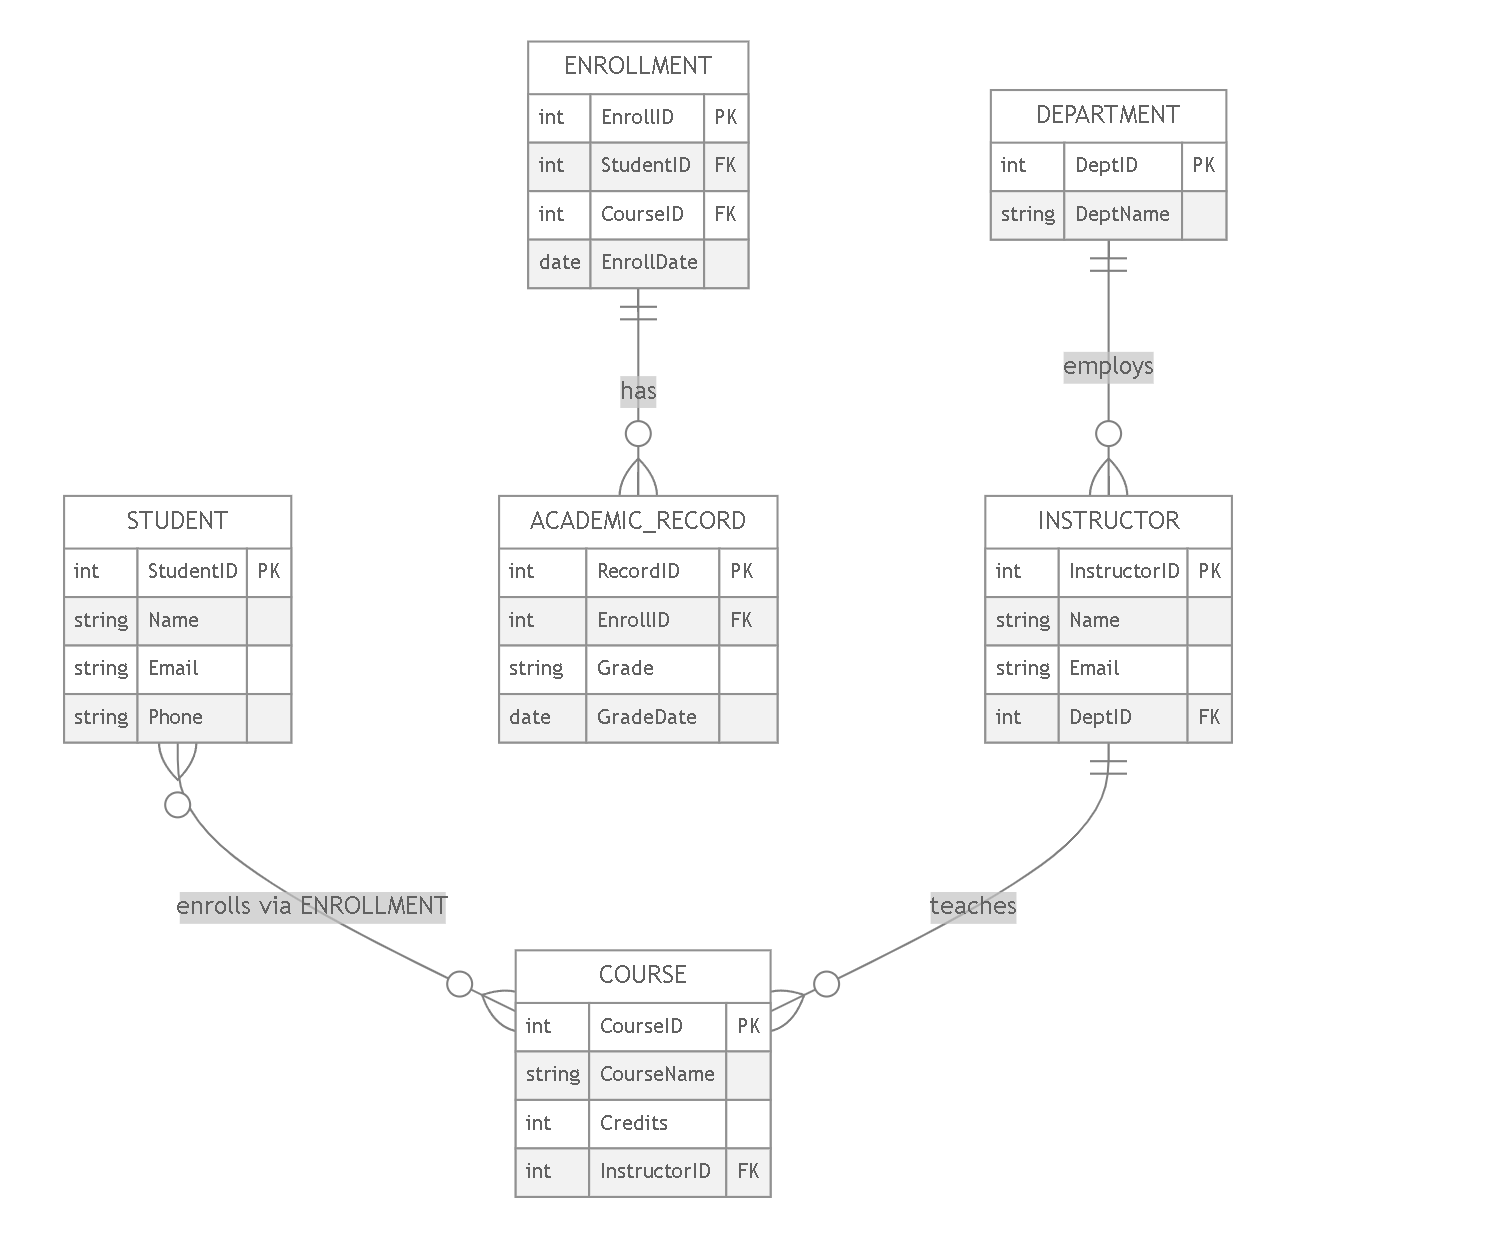 ENROLLMENT
int EnrollID PK
int StudentID FK
int CourseID FK
date EnrollDate
DEPARTMENT
int DeptID PK
string DeptName
has
employs
STUDENT
int StudentID PK
string Name
string Email
string Phone
ACADEMIC_RECORD
int RecordID PK
int EnrollID FK
string Grade
date GradeDate
INSTRUCTOR
int InstructorID PK
string Name
string Email
int DeptID FK
enrolls via ENROLLMENT
teaches
COURSE
int CourseID PK
string CourseName
int Credits
int InstructorID FK